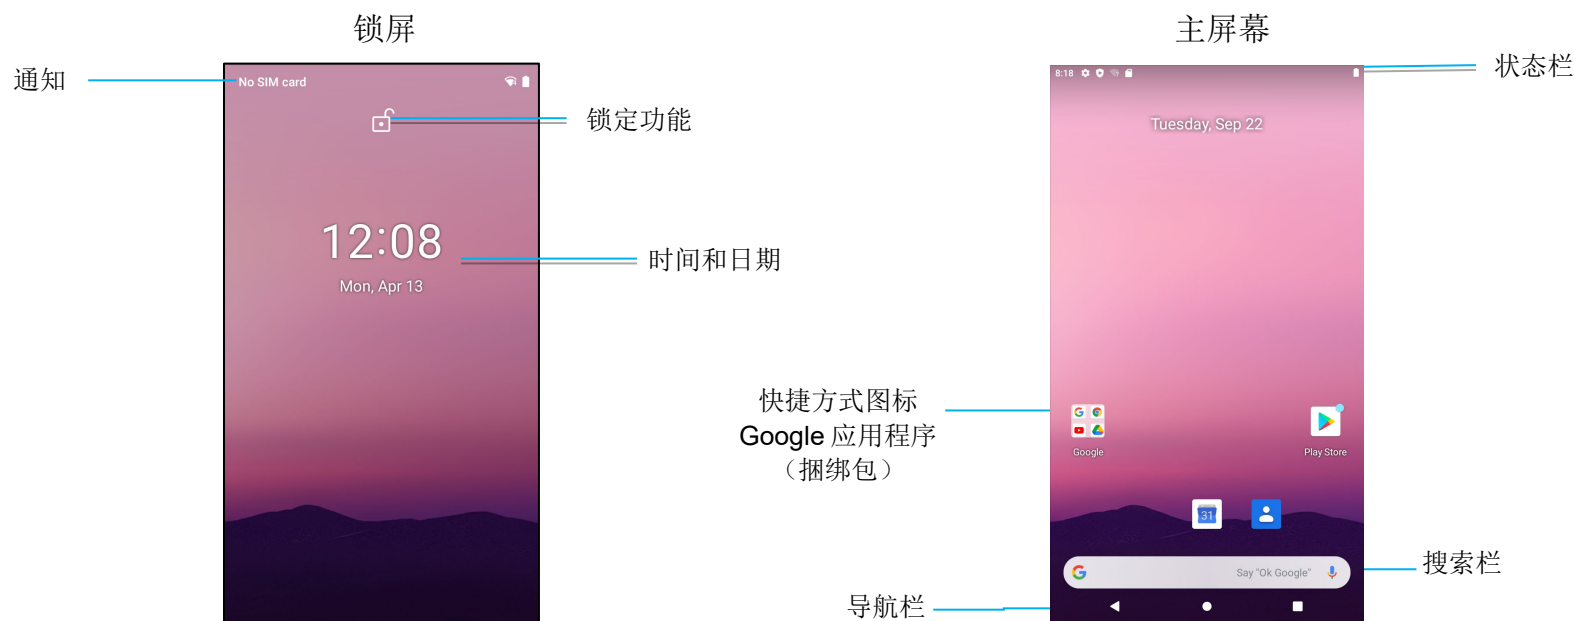 锁屏
主屏幕
通知
No SIM card
锁定功能
12:08
Mon, Apr 13
时间和日期
8:18
状态栏
Tuesday, Sep 22
快捷方式图标
Google 应用程序
（捆绑包）
Google
Play Store
31
Say "Ok Google"
搜索栏
导航栏